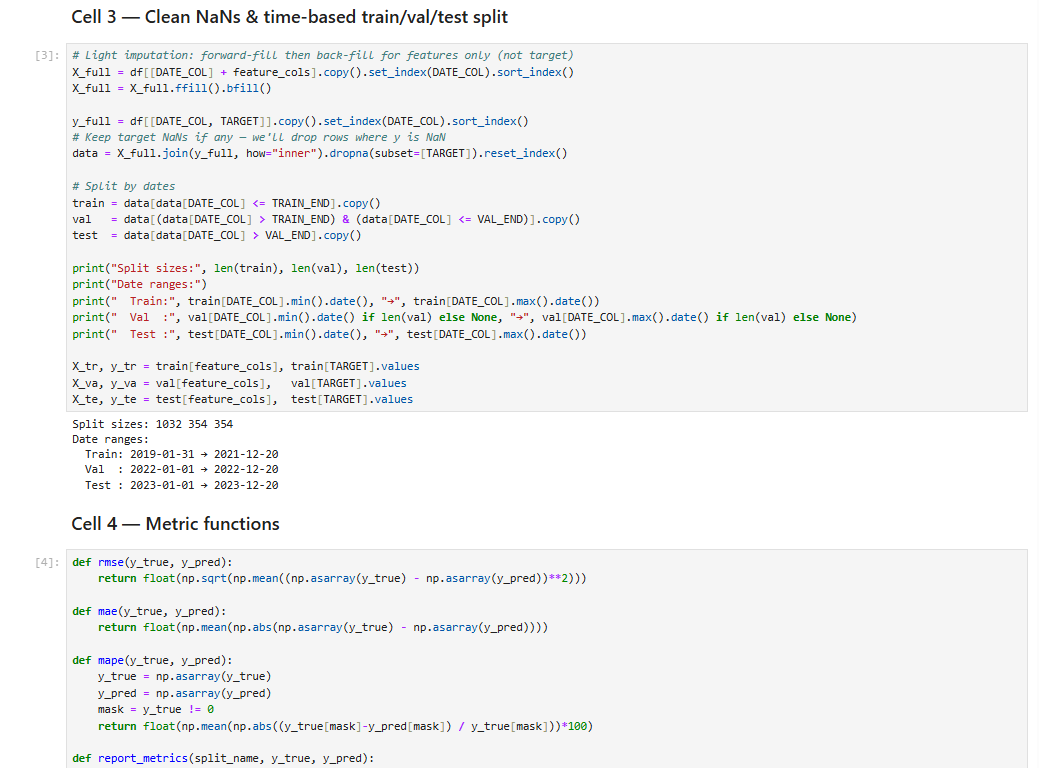 Cell 3 — Clean NaNs & time-based train/val/test split
[3]:
# Light imputation: forward-fill then back-fill for features only (not target)
X_full = df[[DATE_COL] + feature_cols].copy().set_index(DATE_COL).sort_index()
X_full = X_full.ffill().bfill()
y_full = df[[DATE_COL, TARGET]].copy().set_index(DATE_COL).sort_index()
# Keep target NaNs if any — we'll drop rows where y is NaN
data = X_full.join(y_full, how="inner").dropna(subset=[TARGET]).reset_index()
# Split by dates
train = data[data[DATE_COL] <= TRAIN_END].copy()
val   = data[(data[DATE_COL] > TRAIN_END) & (data[DATE_COL] <= VAL_END)].copy()
test  = data[data[DATE_COL] > VAL_END].copy()
print("Split sizes:", len(train), len(val), len(test))
print("Date ranges:")
print("  Train:", train[DATE_COL].min().date(), "→", train[DATE_COL].max().date())
print("  Val  :", val[DATE_COL].min().date() if len(val) else None, "→", val[DATE_COL].max().date() if len(val) else None)
print("  Test :", test[DATE_COL].min().date(), "→", test[DATE_COL].max().date())
X_tr, y_tr = train[feature_cols], train[TARGET].values
X_va, y_va = val[feature_cols],   val[TARGET].values
X_te, y_te = test[feature_cols],  test[TARGET].values
Split sizes: 1032 354 354
Date ranges:
  Train: 2019-01-31 → 2021-12-20
  Val  : 2022-01-01 → 2022-12-20
  Test : 2023-01-01 → 2023-12-20
Cell 4 — Metric functions
[4]:
def rmse(y_true, y_pred):
    return float(np.sqrt(np.mean((np.asarray(y_true) - np.asarray(y_pred))**2)))
def mae(y_true, y_pred):
    return float(np.mean(np.abs(np.asarray(y_true) - np.asarray(y_pred))))
def mape(y_true, y_pred):
    y_true = np.asarray(y_true)
    y_pred = np.asarray(y_pred)
    mask = y_true != 0
    return float(np.mean(np.abs((y_true[mask]-y_pred[mask]) / y_true[mask]))*100)
def report_metrics(split_name, y_true, y_pred):